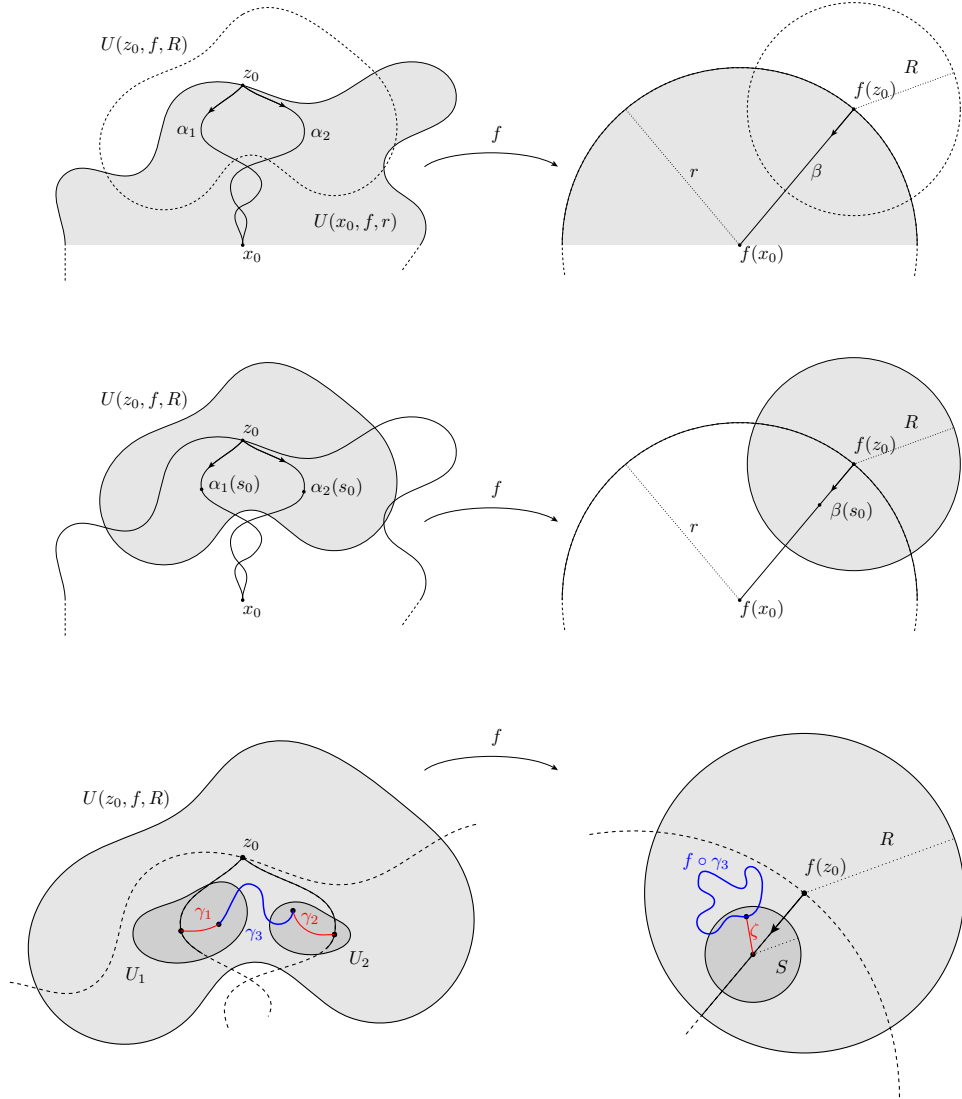 U(z₀, f, R)
z₀
α₁
α₂
U(x₀, f, r)
x₀
f
R
f(z₀)
r
β
f(x₀)
U(z₀, f, R)
z₀
α₁(s₀)
α₂(s₀)
x₀
f
R
f(z₀)
β(s₀)
r
f(x₀)
U(z₀, f, R)
z₀
γ₁
γ₂
γ₃
U₁
U₂
f
R
f ∘ γ₃
f(z₀)
ζ
S